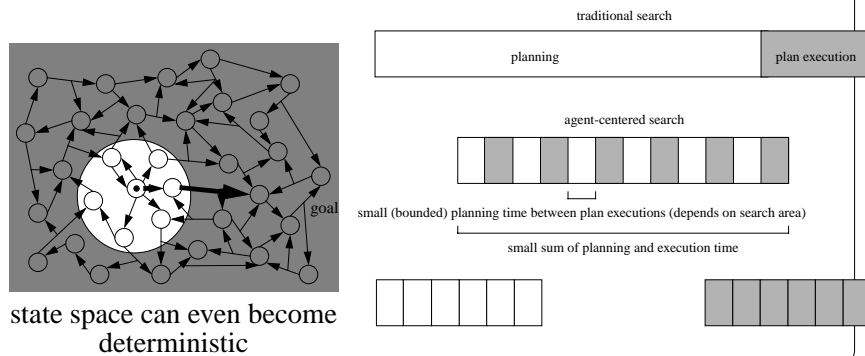 goal
state space can even become
deterministic
traditional search
planning
plan execution
agent-centered search
small (bounded) planning time between plan executions (depends on search area)
small sum of planning and execution time